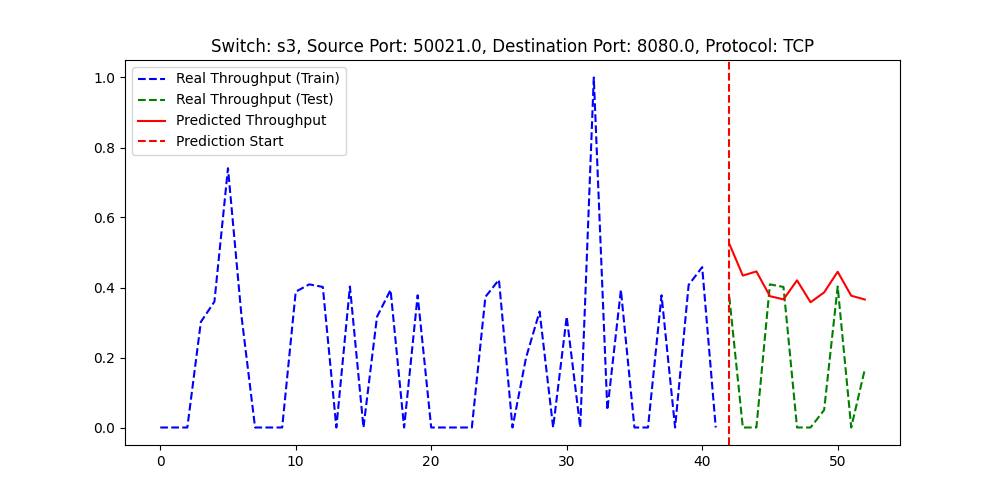 Switch: s3, Source Port: 50021.0, Destination Port: 8080.0, Protocol: TCP
Real Throughput (Train)
Real Throughput (Test)
Predicted Throughput
Prediction Start
1.0
0.8
0.6
0.4
0.2
0.0
0 10 20 30 40 50